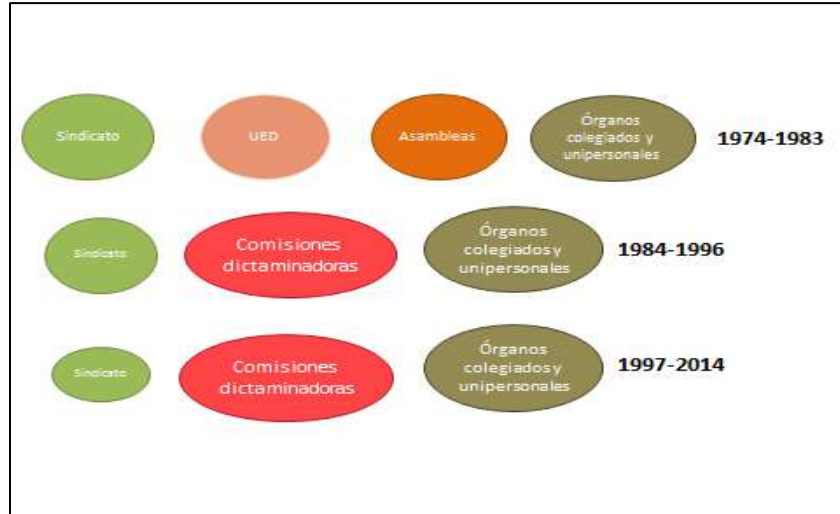 Sindicato
UED
Asambleas
Órganos
colegiados y
unipersonales
1974-1983
Sindicato
Comisiones
dictaminadoras
Órganos
colegiados y
unipersonales
1984-1996
Sindicato
Comisiones
dictaminadoras
Órganos
colegiados y
unipersonales
1997-2014